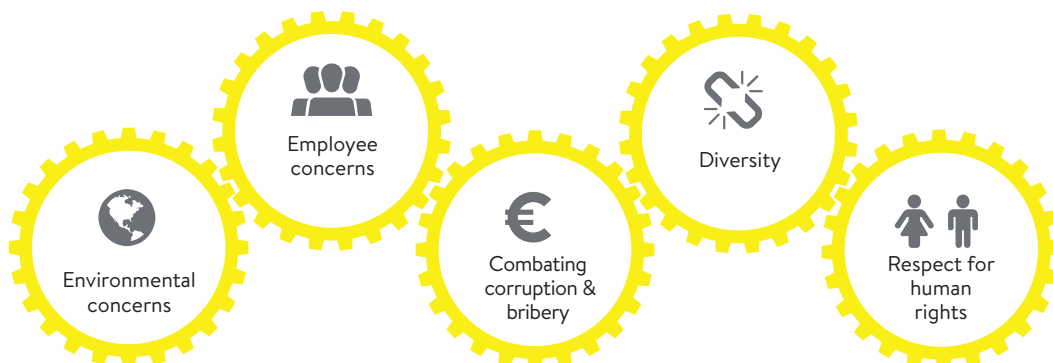 Environmental
concerns
Employee
concerns
€
Combating
corruption &
bribery
Diversity
Respect for
human
rights